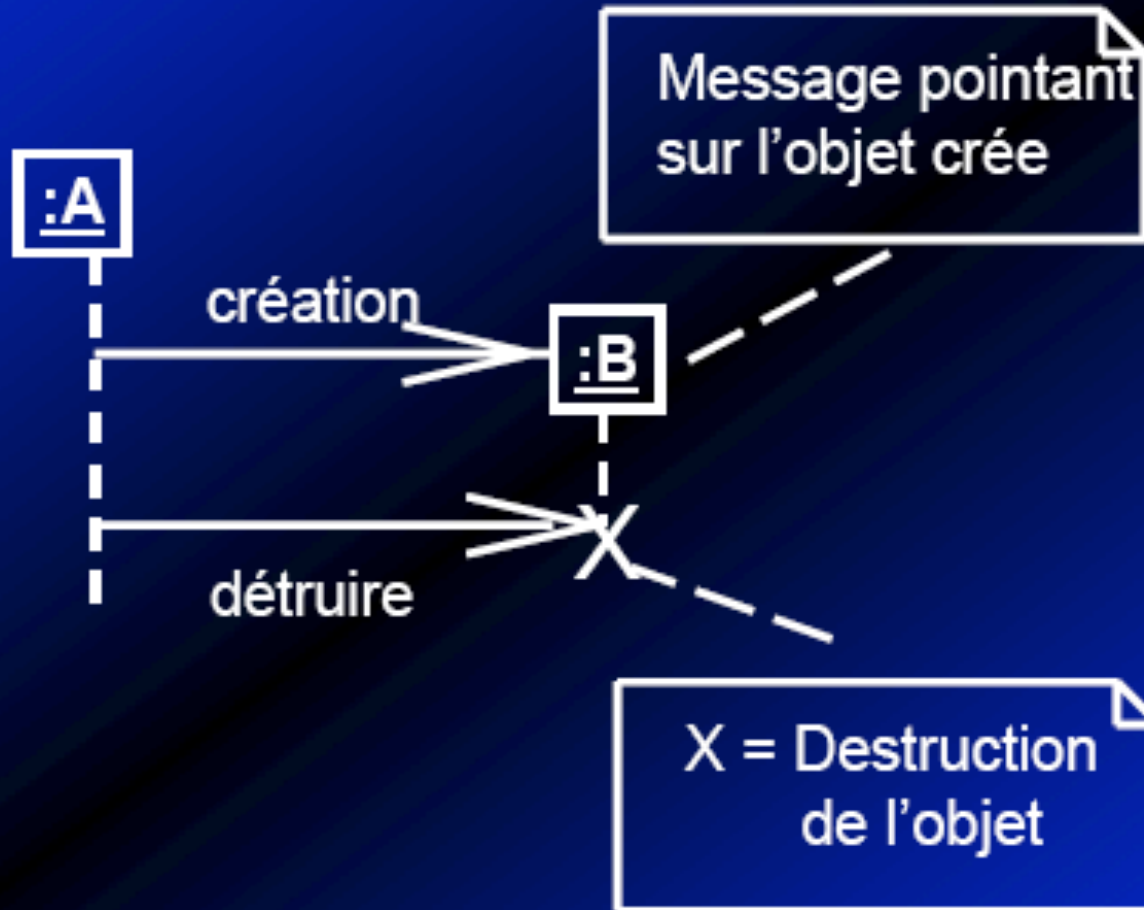 Message pointant
sur l'objet crée
:A
création
:B
détruire
X
X = Destruction
de l'objet